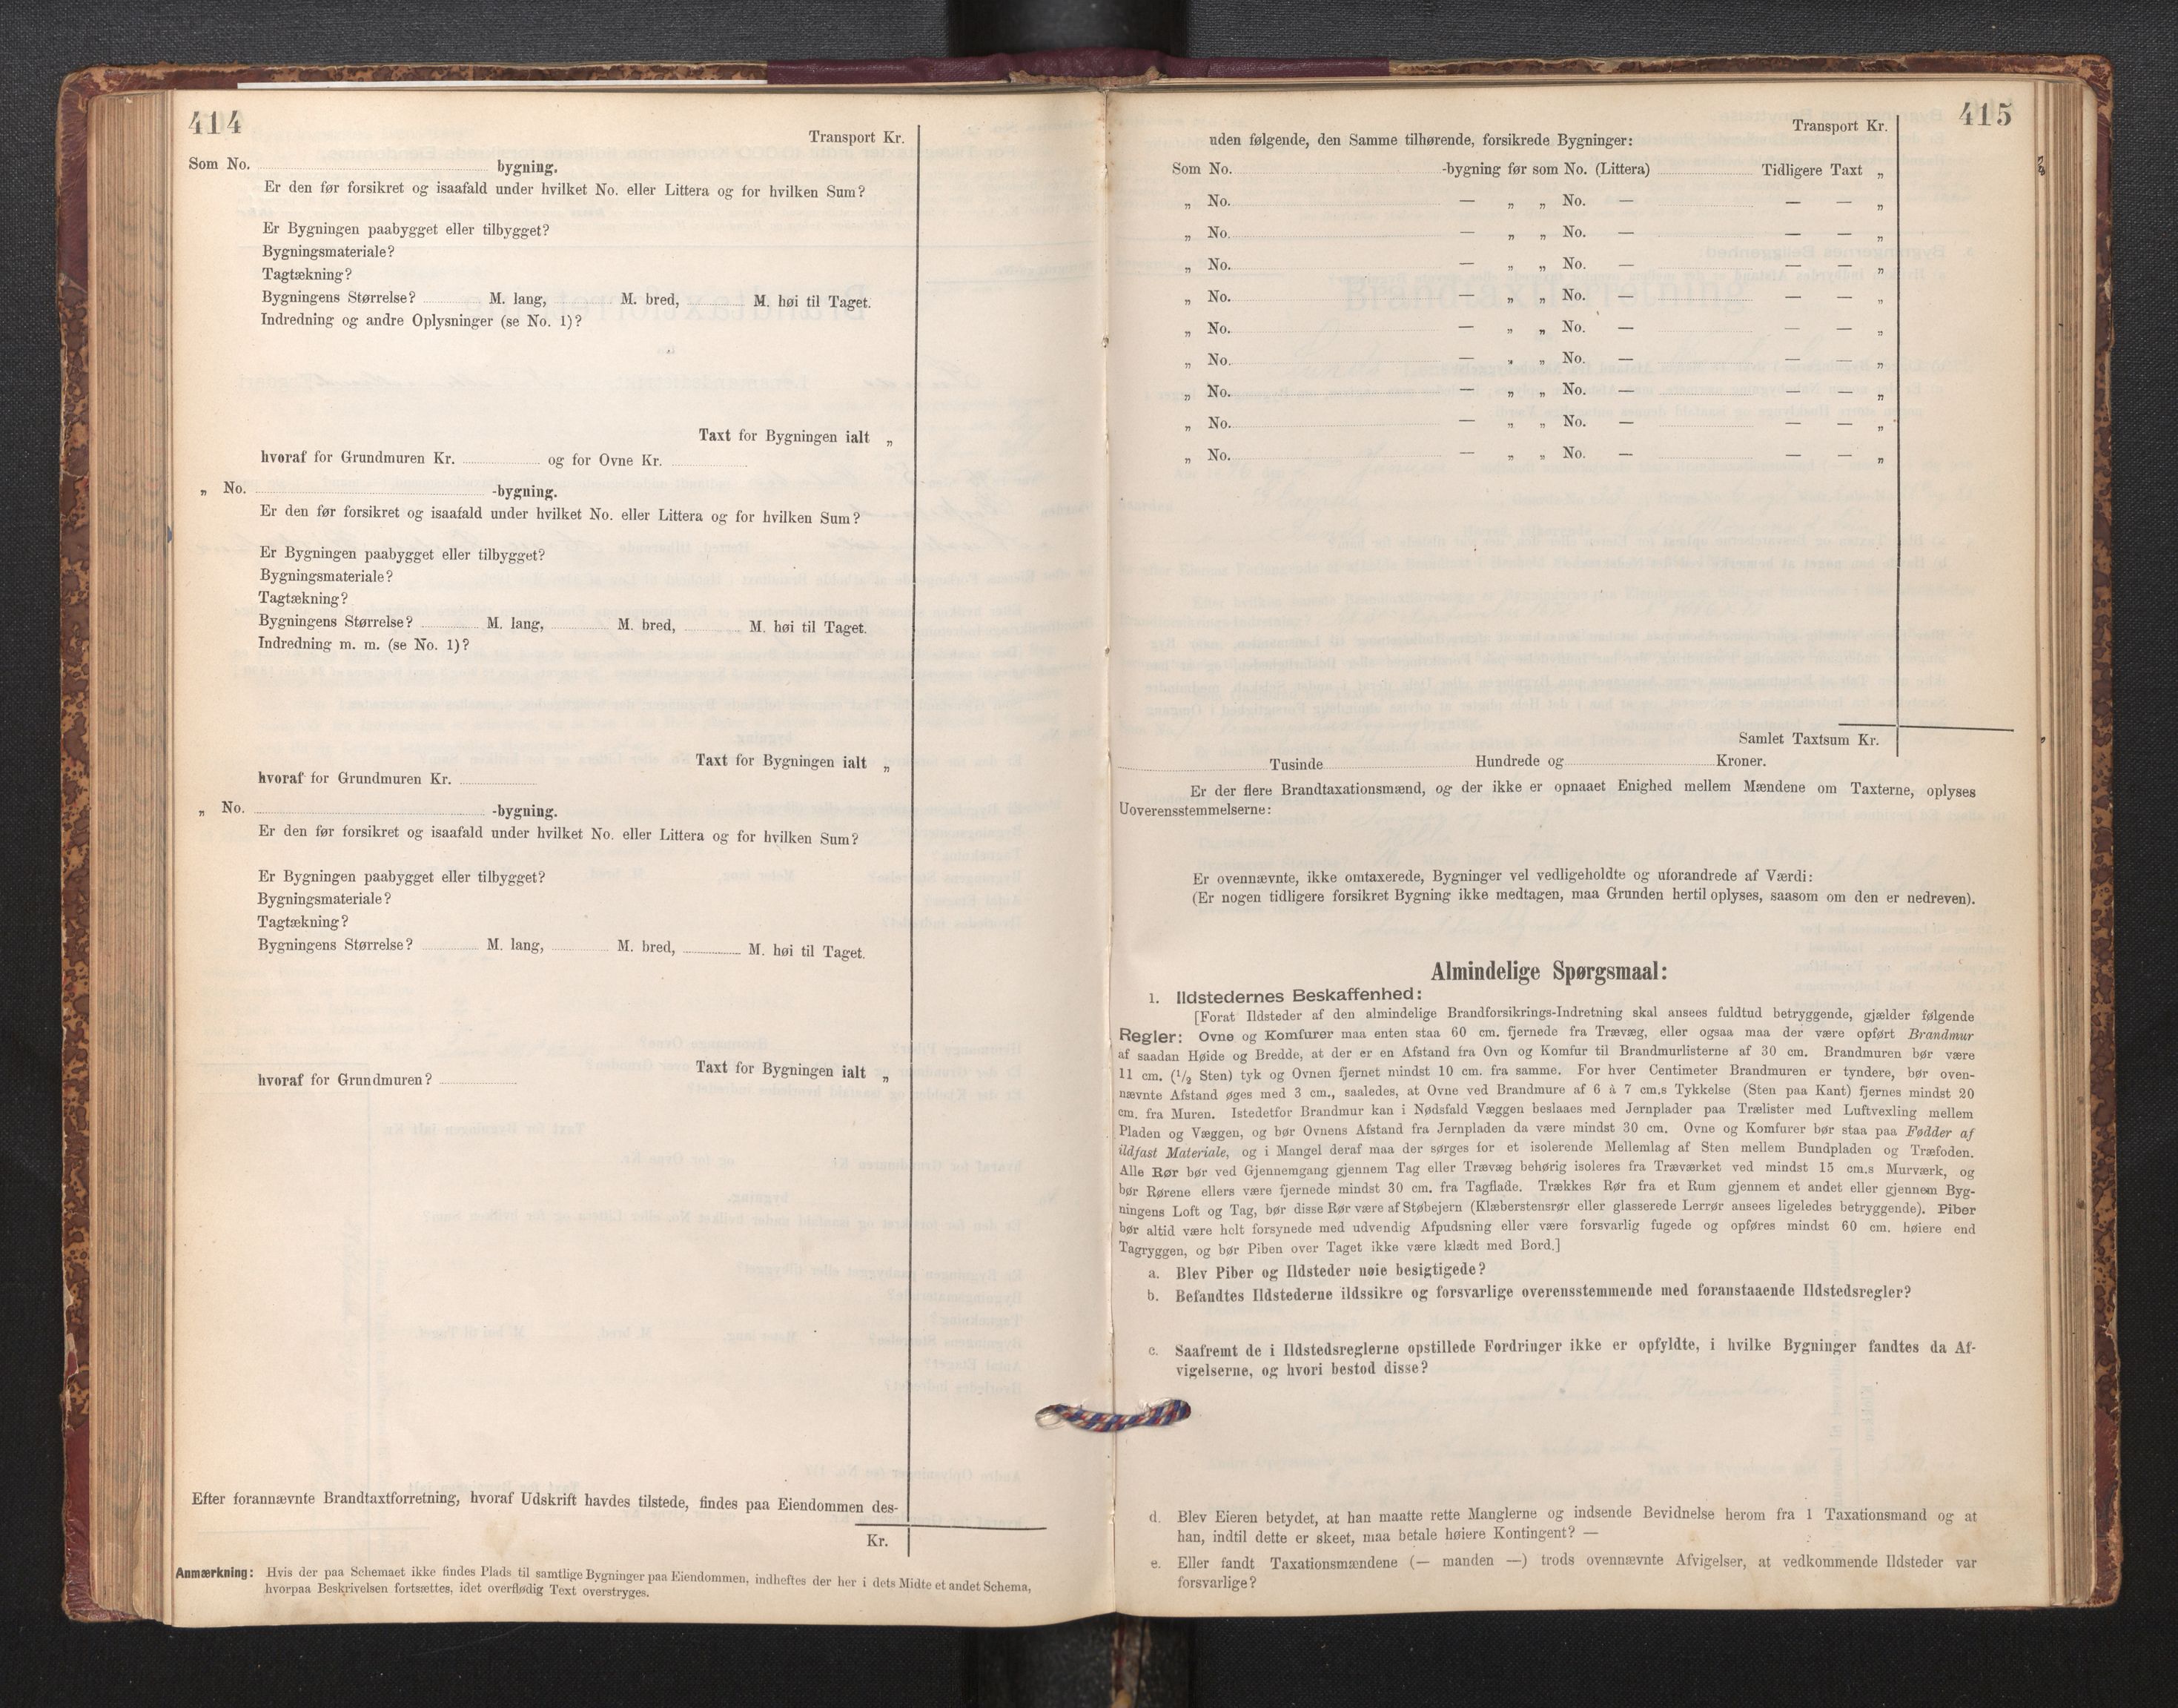 414
Transport Kr.
Som No. bygning.
Er den før forsikret og isaafald under hvilket No. eller Littera og for hvilken Sum?
Er Bygningen paabygget eller tilbygget?
Bygningsmateriale?
Tagtækning?
Bygningens Størrelse? M. lang, M. bred, M. høi til Taget.
Indredning og andre Oplysninger (se No. 1)?
Taxt for Bygningen ialt „
hvoraf for Grundmuren Kr. og for Ovne Kr.
„ No. -bygning.
Er den før forsikret og isaafald under hvilket No. eller Littera og for hvilken Sum?
Er Bygningen paabygget eller tilbygget?
Bygningsmateriale?
Tagtækning?
Bygningens Størrelse? M. lang, M. bred, M. høi til Taget.
Indredning m. m. (se No. 1)?
Taxt for Bygningen ialt „
hvoraf for Grundmuren Kr.
„ No. -bygning.
Er den før forsikret og isaafald under hvilket No. eller Littera og for hvilken Sum?
Er Bygningen paabygget eller tilbygget?
Bygningsmateriale?
Tagtækning?
Bygningens Størrelse? M. lang, M. bred, M. høi til Taget.
Taxt for Bygningen ialt „
hvoraf for Grundmuren?
Efter forannævnte Brandtaxtforretning, hvoraf Udskrift havdes tilstede, findes paa Eiendommen des-
Kr.
Anmærkning: Hvis der paa Schemaet ikke findes Plads til samtlige Bygninger paa Eiendommen, indheftes der her i dets Midte et andet Schema,
hvorpaa Beskrivelsen fortsættes, idet overflødig Text overstryges.
415
Transport Kr.
uden følgende, den Samme tilhørende, forsikrede Bygninger:
Som No. -bygning før som No. (Littera) Tidligere Taxt „
„ No. — „ „ No. — — — „
„ No. — „ „ No. — — — „
„ No. — „ „ No. — — — „
„ No. — „ „ No. — — — „
„ No. — „ „ No. — — — „
„ No. — „ „ No. — — — „
„ No. — „ „ No. — — — „
„ No. — „ „ No. — — — „
„ No. — „ „ No. — — — „
Samlet Taxtsum Kr.
Tusinde Hundrede og Kroner.
Er der flere Brandtaxationsmænd, og der ikke er opnaaet Enighed mellem Mændene om Taxterne, oplyses
Uoverensstemmelserne:
Er ovennævnte, ikke omtaxerede, Bygninger vel vedligeholdte og uforandrede af Værdi:
(Er nogen tidligere forsikret Bygning ikke medtagen, maa Grunden hertil oplyses, saasom om den er nedreven).
Almindelige Spørgsmaal:
1. Ildstedernes Beskaffenhed:
[Forat Ildsteder af den almindelige Brandforsikrings-Indretning skal ansees fuldtud betryggende, gjælder følgende
Regler: Ovne og Komfurer maa enten staa 60 cm. fjernede fra Trævæg, eller ogsaa maa der være opført Brandmur
af saadan Høide og Bredde, at der er en Afstand fra Ovn og Komfur til Brandmurlisterne af 30 cm. Brandmuren bør være
11 cm. (1/2 Sten) tyk og Ovnen fjernet mindst 10 cm. fra samme. For hver Centimeter Brandmuren er tyndere, bør oven-
nævnte Afstand øges med 3 cm., saaledes, at Ovne ved Brandmure af 6 à 7 cm.s Tykkelse (Sten paa Kant) fjernes mindst 20
cm. fra Muren. Istedetfor Brandmur kan i Nødsfald Væggen beslaaes med Jernplader paa Trælister med Luftvexling mellem
Pladen og Væggen, og bør Ovnens Afstand fra Jernpladen da være mindst 30 cm. Ovne og Komfurer bør staa paa Fødder af
ildfast Materiale, og i Mangel deraf maa der sørges for et isolerende Mellemlag af Sten mellem Bundpladen og Træfoden.
Alle Rør bør ved Gjennemgang gjennem Tag eller Trævæg behørig isoleres fra Træværket ved mindst 15 cm.s Murværk, og
bør Rørene ellers være fjernede mindst 30 cm. fra Tagflade. Trækkes Rør fra et Rum gjennem et andet eller gjennem Byg-
ningens Loft og Tag, bør disse Rør være af Støbejern (Klæberstensrør eller glasserede Lerrør ansees ligeledes betryggende). Piber
bør altid være helt forsynede med udvendig Afpudsning eller være forsvarlig fugede og opføres mindst 60 cm. høiere end
Tagryggen, og bør Piben over Taget ikke være klædt med Bord.]
a. Blev Piber og Ildsteder nøie besigtigede?
b. Befandtes Ildstederne ildssikre og forsvarlige overensstemmende med foranstaaende Ildstedsregler?
c. Saafremt de i Ildstedsreglerne opstillede Fordringer ikke er opfyldte, i hvilke Bygninger fandtes da Af-
vigelserne, og hvori bestod disse?
d. Blev Eieren betydet, at han maatte rette Manglerne og indsende Bevidnelse herom fra 1 Taxationsmand og at
han, indtil dette er skeet, maa betale høiere Kontingent? —
e. Eller fandt Taxationsmændene (— manden —) trods ovennævnte Afvigelser, at vedkommende Ildsteder var
forsvarlige?